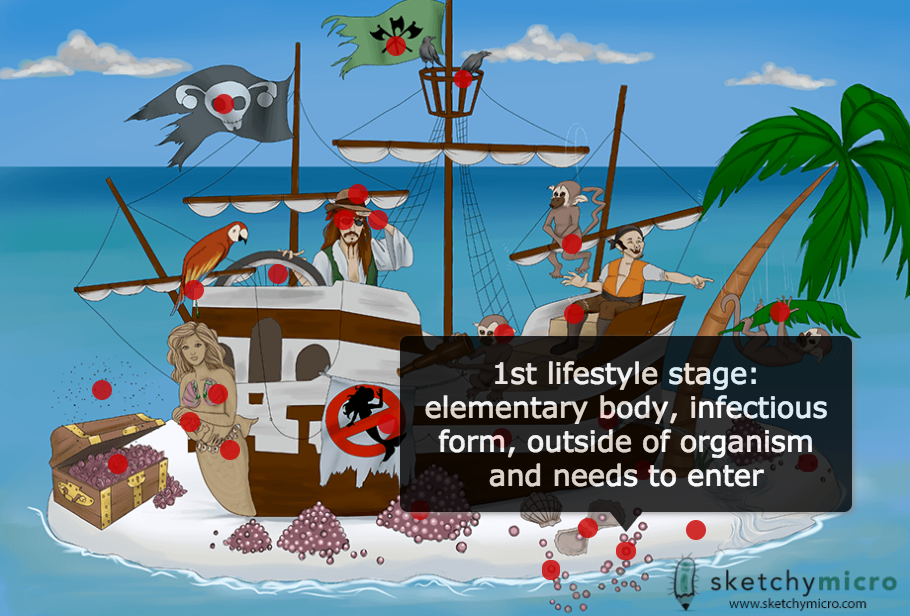 1st lifestyle stage:
elementary body, infectious
form, outside of organism
and needs to enter
sketchymicro
www.sketchymicro.com